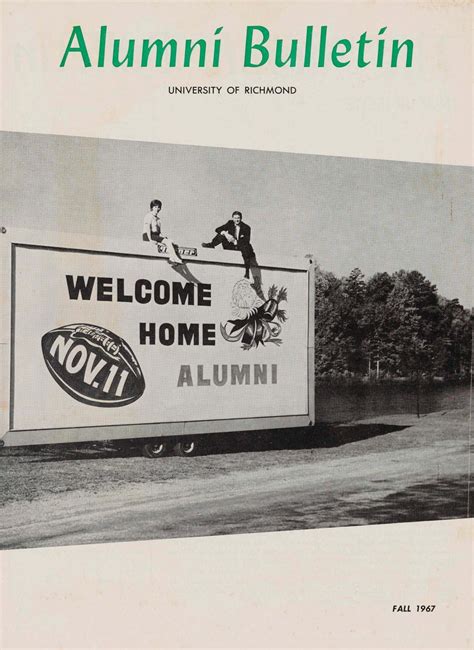 Alumni Bulletin
UNIVERSITY OF RICHMOND
WELCOME
HOME
NOV. 11
ALUMNI
FALL 1967